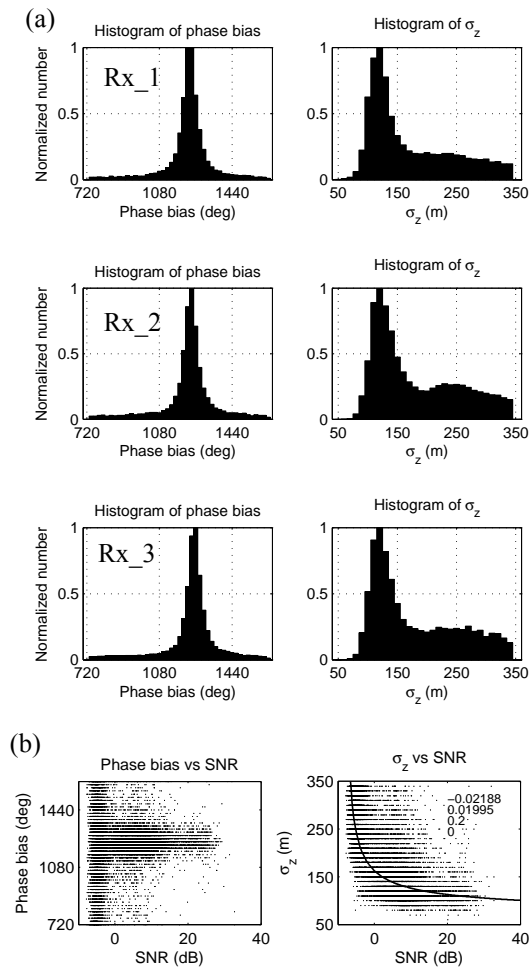 (a)
Histogram of phase bias
Histogram of σz
Rx_1
Normalized number
1
0.5
0
720 1080 1440
Phase bias (deg)
1
0.5
0
50 150 250 350
σz (m)
Histogram of phase bias
Histogram of σz
Rx_2
Normalized number
1
0.5
0
720 1080 1440
Phase bias (deg)
1
0.5
0
50 150 250 350
σz (m)
Histogram of phase bias
Histogram of σz
Rx_3
Normalized number
1
0.5
0
720 1080 1440
Phase bias (deg)
1
0.5
0
50 150 250 350
σz (m)
(b)
Phase bias vs SNR
σz vs SNR
Phase bias (deg)
1440
1080
720
0 20 40
SNR (dB)
σz (m)
350
300
250
200
150
100
50
−0.02188
0.01995
0.2
0
0 20 40
SNR (dB)